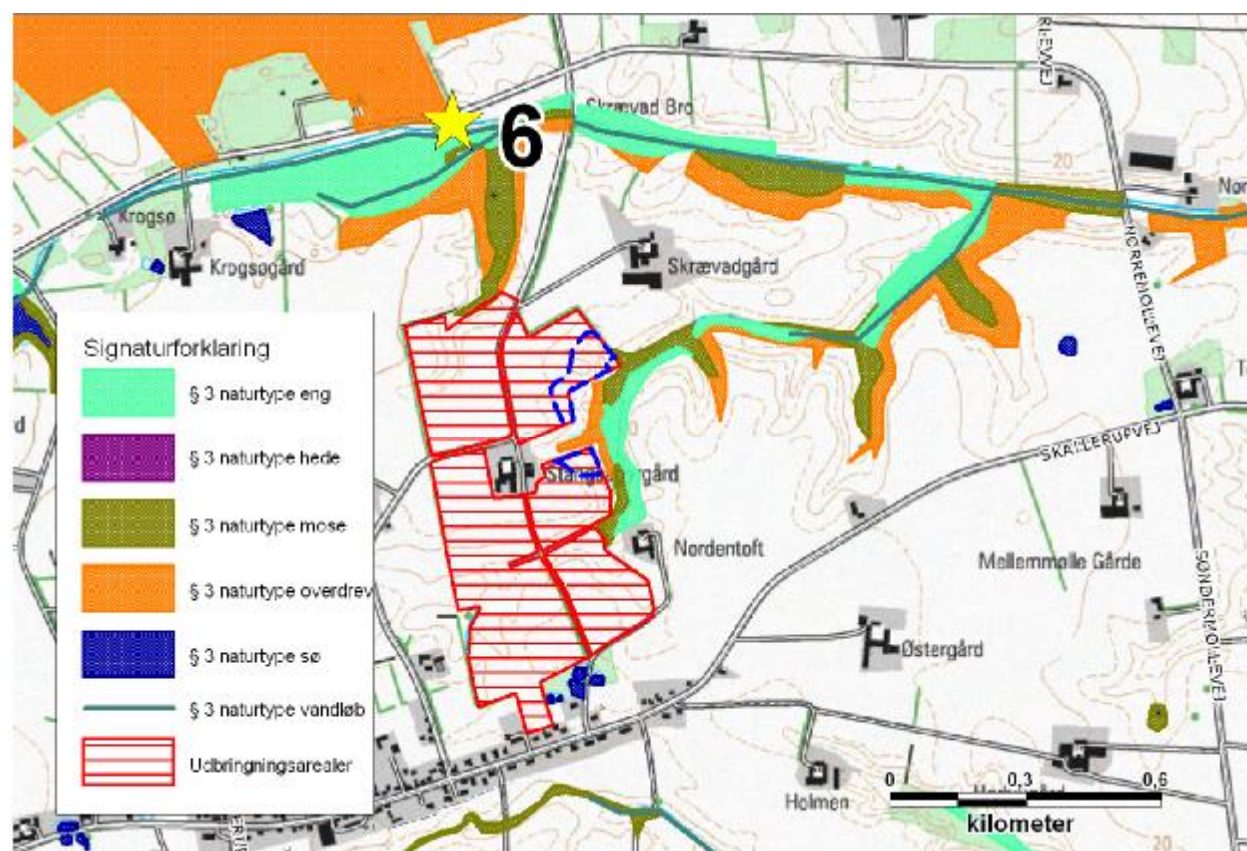 Skrævad Bro
6
20
Krogsø
Krogsøgård
Skrævadgård
NØRREMØLLEVEJ
Signaturforklaring
§ 3 naturtype eng
§ 3 naturtype hede
§ 3 naturtype mose
§ 3 naturtype overdrev
§ 3 naturtype sø
§ 3 naturtype vandløb
Udbringningsarealer
SKALLERUPVEJ
Nordentoft
Mellemmølle Gårde
SØNDERMØLLEVEJ
Østergård
Holmen
0 0,3 0,6
kilometer
20